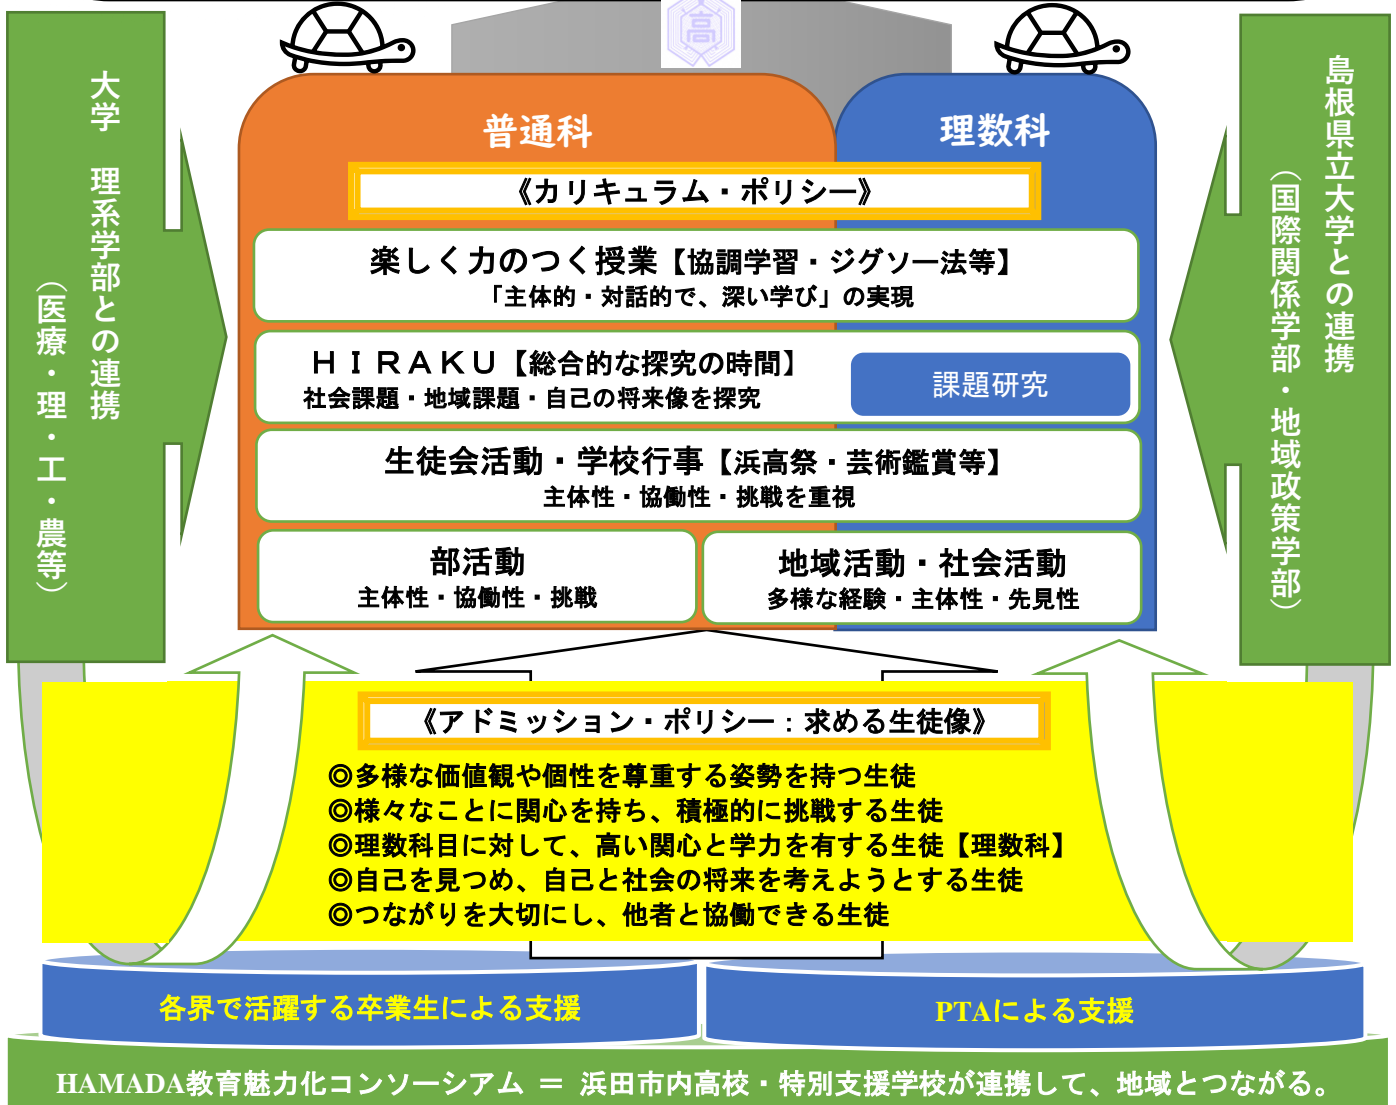 高
普通科
理数科
《カリキュラム・ポリシー》
楽しく力のつく授業【協調学習・ジグソー法等】
「主体的・対話的で、深い学び」の実現
ＨＩＲＡＫＵ【総合的な探究の時間】
社会課題・地域課題・自己の将来像を探究
課題研究
生徒会活動・学校行事【浜高祭・芸術鑑賞等】
主体性・協働性・挑戦を重視
部活動
主体性・協働性・挑戦
地域活動・社会活動
多様な経験・主体性・先見性
大学　理系学部との連携
（医療・理・工・農等）
島根県立大学との連携
（国際関係学部・地域政策学部）
《アドミッション・ポリシー：求める生徒像》
◎多様な価値観や個性を尊重する姿勢を持つ生徒
◎様々なことに関心を持ち、積極的に挑戦する生徒
◎理数科目に対して、高い関心と学力を有する生徒【理数科】
◎自己を見つめ、自己と社会の将来を考えようとする生徒
◎つながりを大切にし、他者と協働できる生徒
各界で活躍する卒業生による支援
PTAによる支援
HAMADA教育魅力化コンソーシアム ＝ 浜田市内高校・特別支援学校が連携して、地域とつながる。